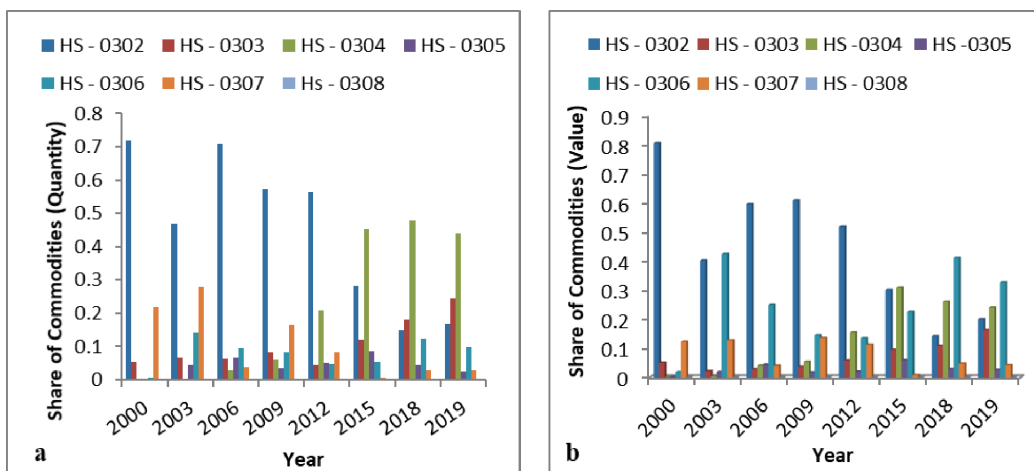 HS - 0302 HS - 0303 HS - 0304 HS - 0305
HS - 0306 HS - 0307 Hs - 0308
Share of Commodities (Quantity)
0.8
0.7
0.6
0.5
0.4
0.3
0.2
0.1
0
2000 2003 2006 2009 2012 2015 2018 2019
Year
a
HS - 0302 HS - 0303 HS - 0304 HS -0305
HS - 0306 HS - 0307 HS - 0308
Share of Commodities (Value)
0.9
0.8
0.7
0.6
0.5
0.4
0.3
0.2
0.1
0
2000 2003 2006 2009 2012 2015 2018 2019
Year
b